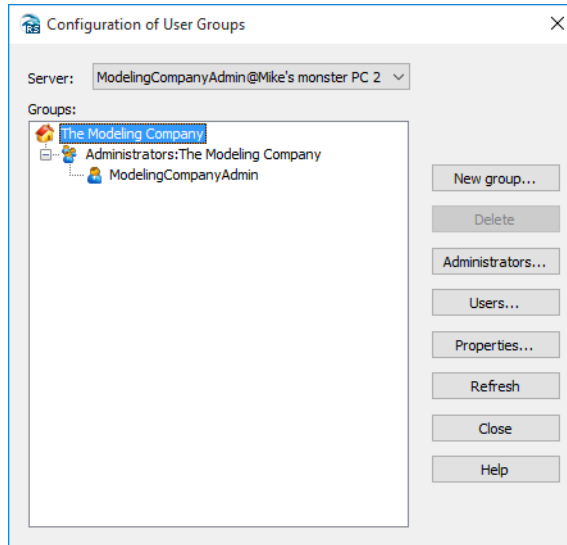 Configuration of User Groups
Server: ModelingCompanyAdmin@Mike's monster PC 2
Groups:
The Modeling Company
Administrators:The Modeling Company
ModelingCompanyAdmin
New group...
Delete
Administrators...
Users...
Properties...
Refresh
Close
Help